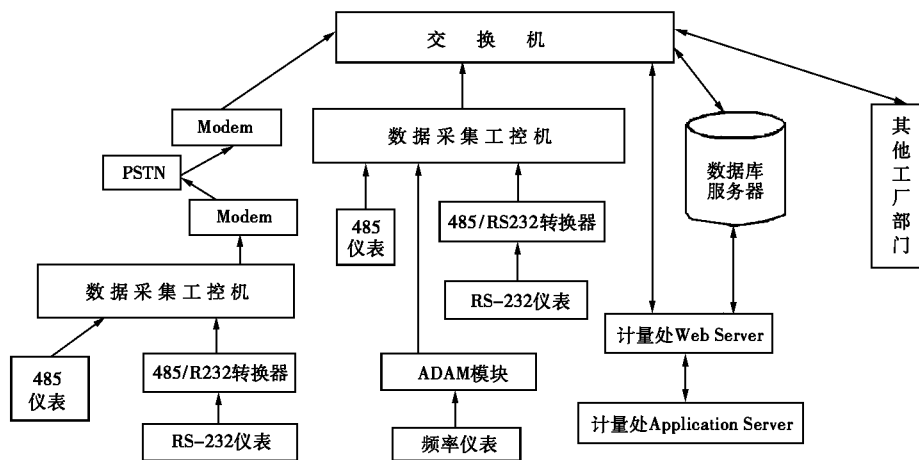 交换机
Modem
数据采集工控机
其他工厂部门
PSTN
数据库
服务器
Modem
485
仪表
485/RS232转换器
数据采集工控机
RS-232仪表
计量处Web Server
485
仪表
485/R232转换器
ADAM模块
计量处Application Server
RS-232仪表
频率仪表